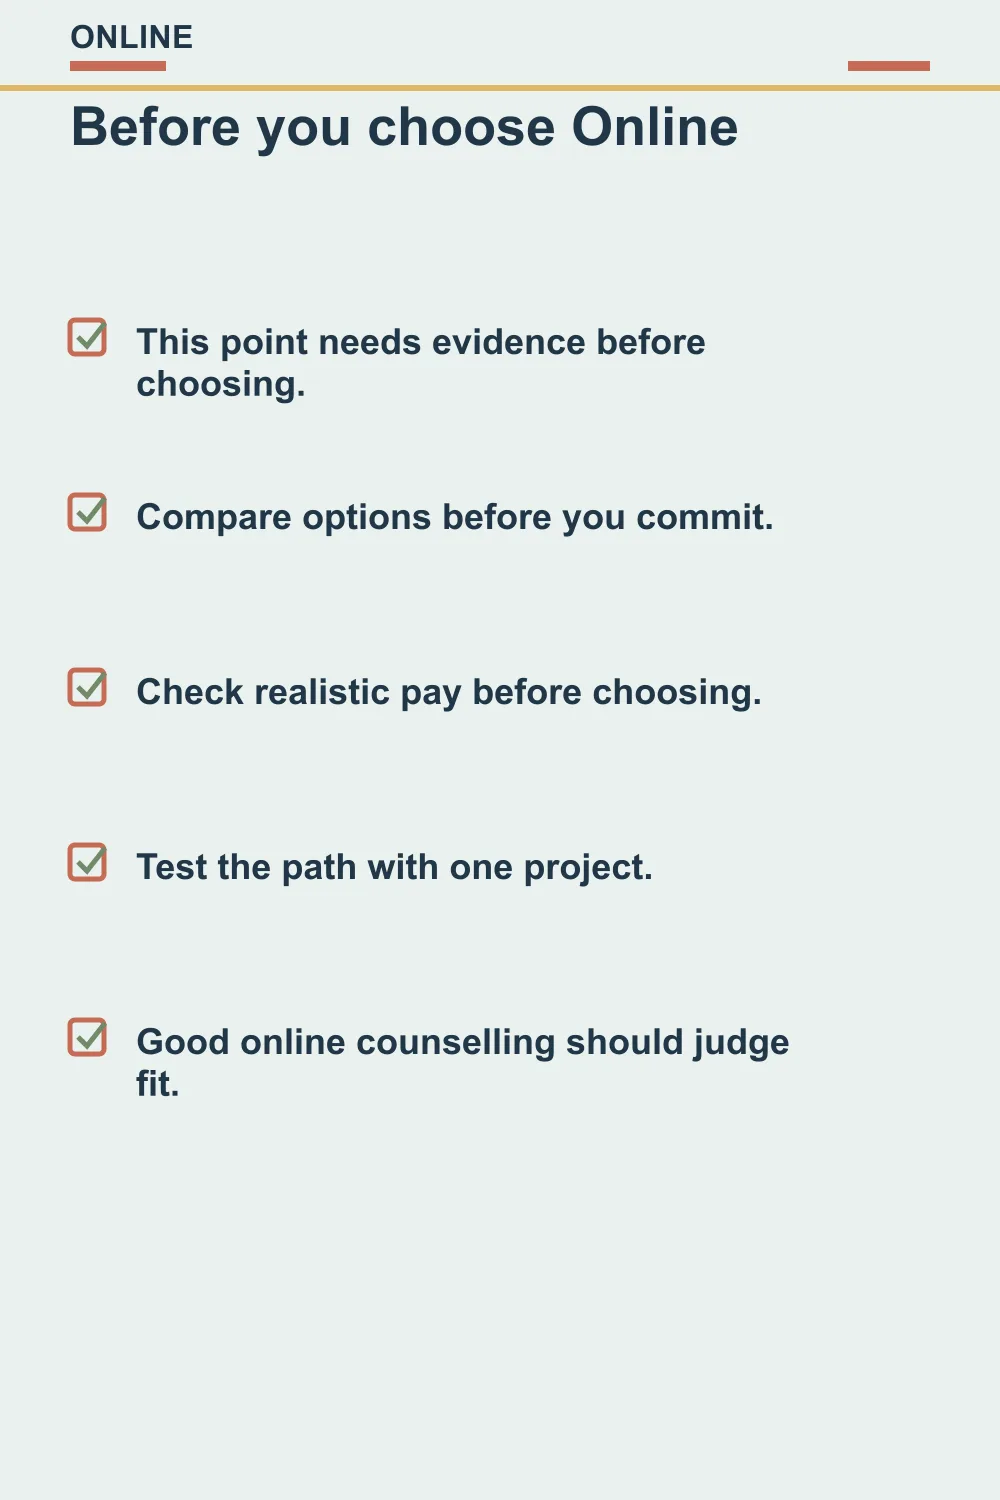 ONLINE
Before you choose Online
This point needs evidence before
choosing.
Compare options before you commit.
Check realistic pay before choosing.
Test the path with one project.
Good online counselling should judge
fit.